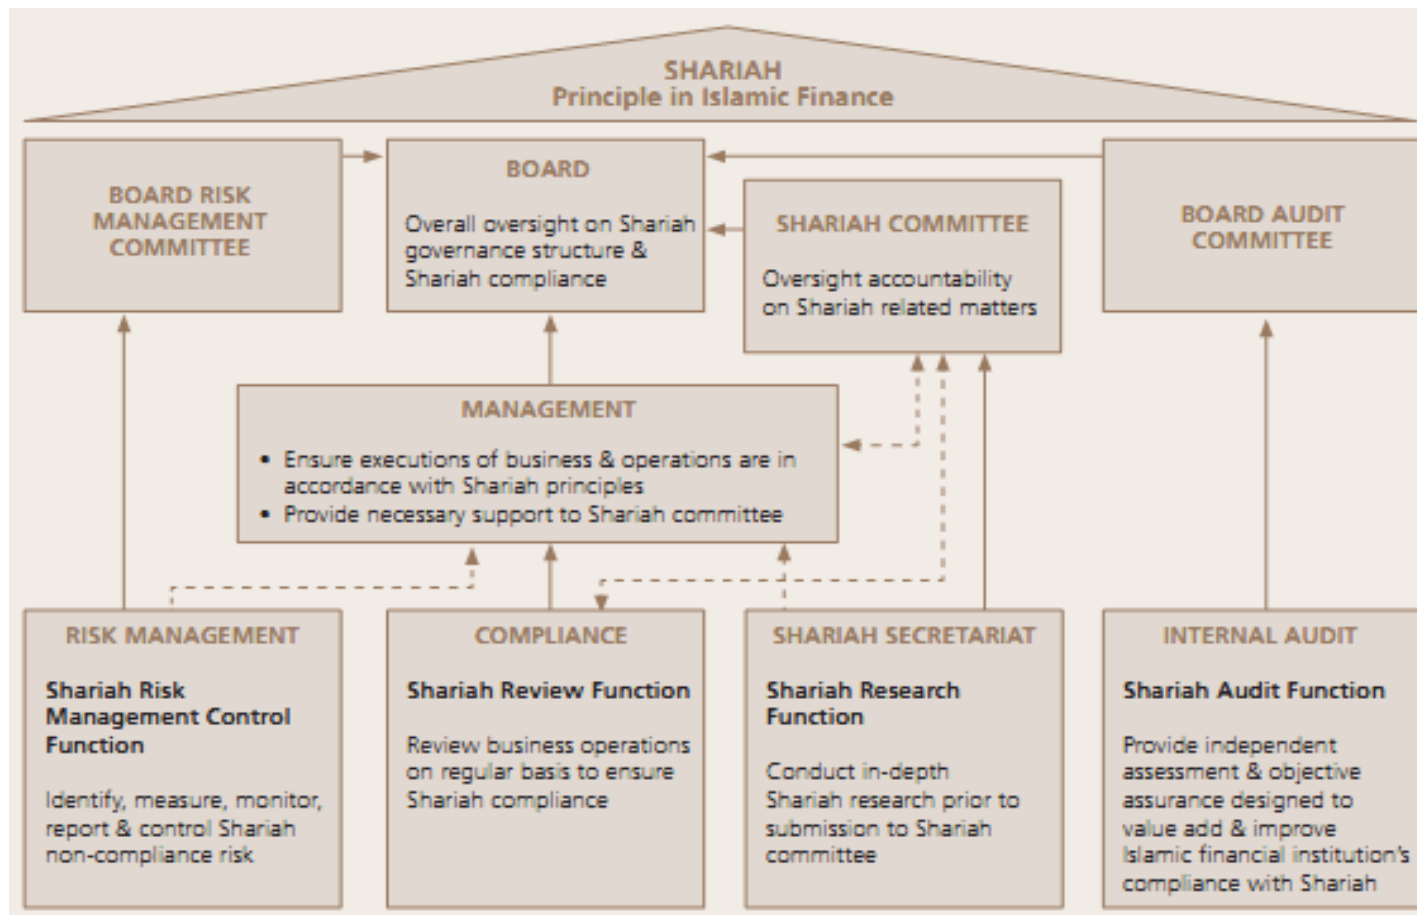 SHARIAH
Principle in Islamic Finance
BOARD RISK
MANAGEMENT
COMMITTEE
BOARD
Overall oversight on Shariah
governance structure &
Shariah compliance
SHARIAH COMMITTEE
Oversight accountability
on Shariah related matters
BOARD AUDIT
COMMITTEE
MANAGEMENT
• Ensure executions of business & operations are in
accordance with Shariah principles
• Provide necessary support to Shariah committee
RISK MANAGEMENT
Shariah Risk
Management Control
Function
Identify, measure, monitor,
report & control Shariah
non-compliance risk
COMPLIANCE
Shariah Review Function
Review business operations
on regular basis to ensure
Shariah compliance
SHARIAH SECRETARIAT
Shariah Research
Function
Conduct in-depth
Shariah research prior to
submission to Shariah
committee
INTERNAL AUDIT
Shariah Audit Function
Provide independent
assessment & objective
assurance designed to
value add & improve
Islamic financial institution's
compliance with Shariah